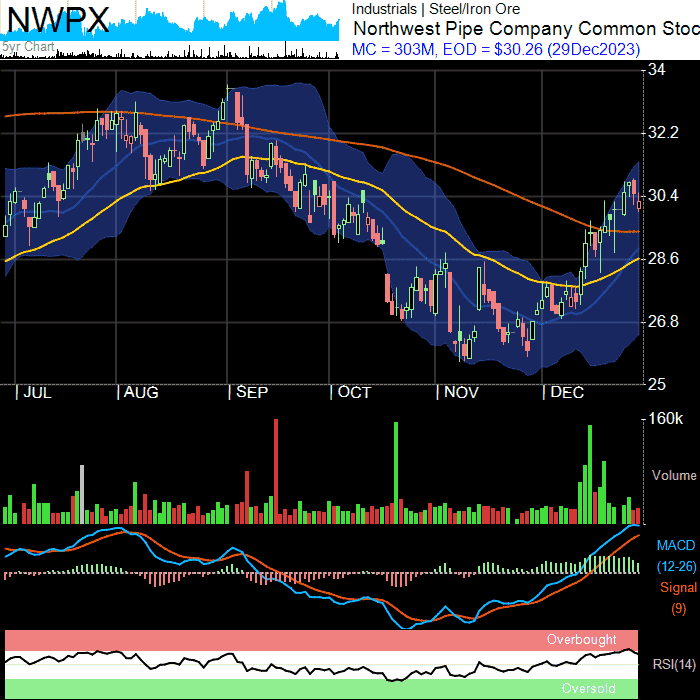 NWPX
5yr Chart
Industrials | Steel/Iron Ore
Northwest Pipe Company Common Stoc
MC = 303M, EOD = $30.26 (29Dec2023)
34
32.2
30.4
28.6
26.8
25
| JUL | AUG | SEP | OCT | NOV | DEC
160k
Volume
MACD
(12-26)
Signal
(9)
Overbought
RSI(14)
Oversold